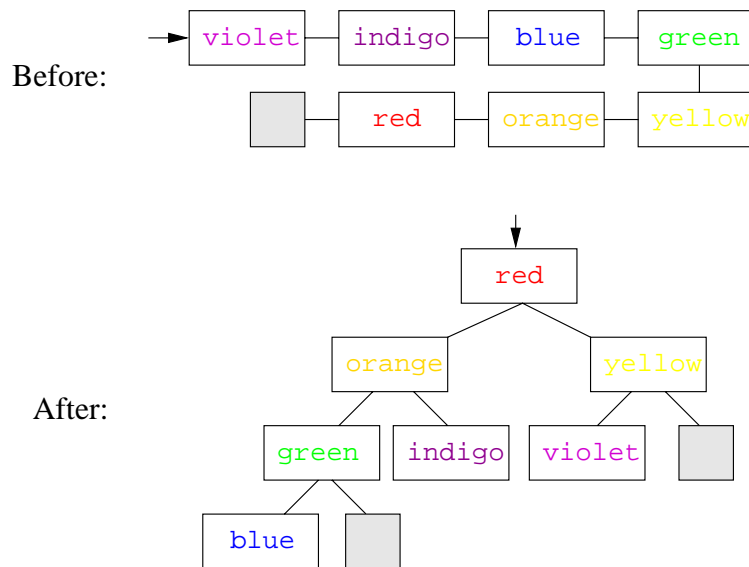 violet indigo blue green
Before:
red orange yellow
red
orange yellow
After:
green indigo violet
blue